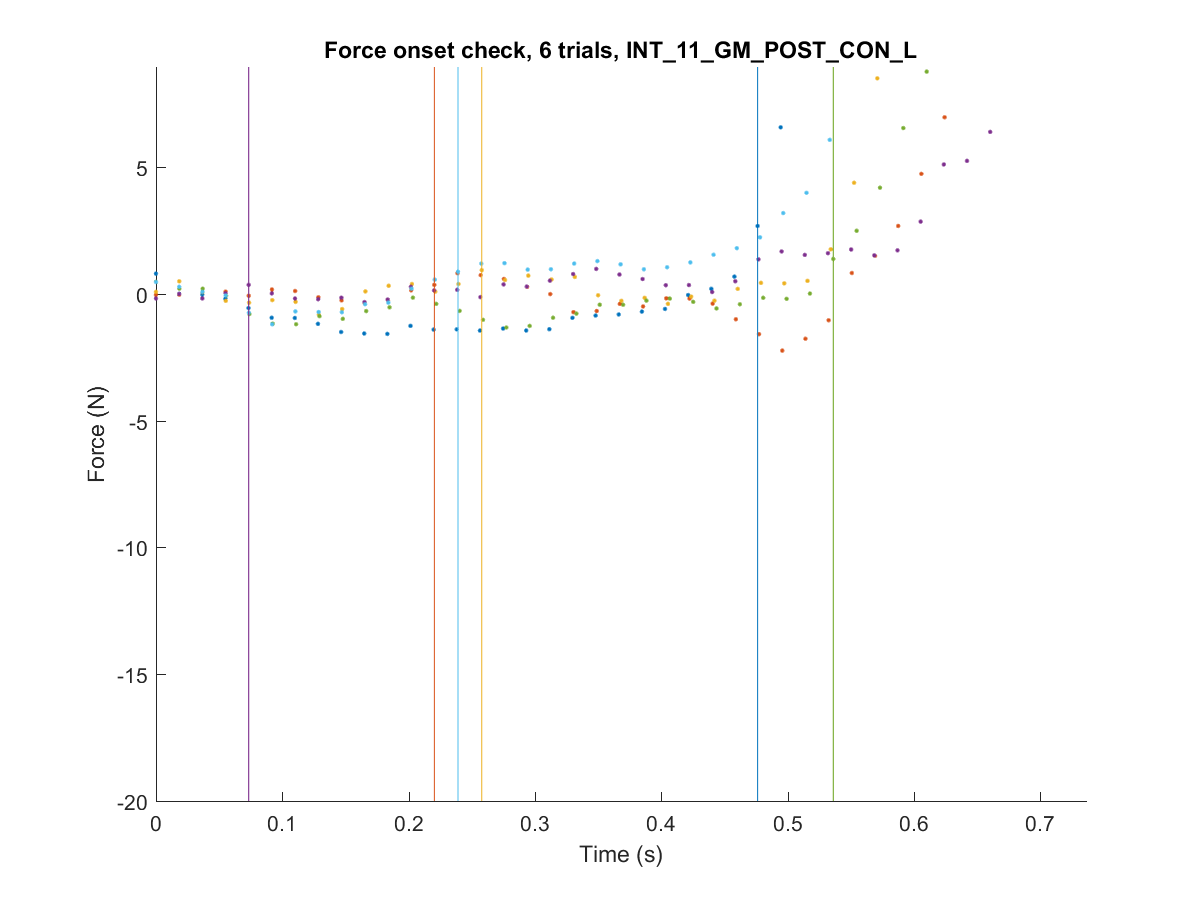 Force onset check, 6 trials, INT_11_GM_POST_CON_L
5
0
-5
-10
-15
-20
Force (N)
0 0.1 0.2 0.3 0.4 0.5 0.6 0.7
Time (s)